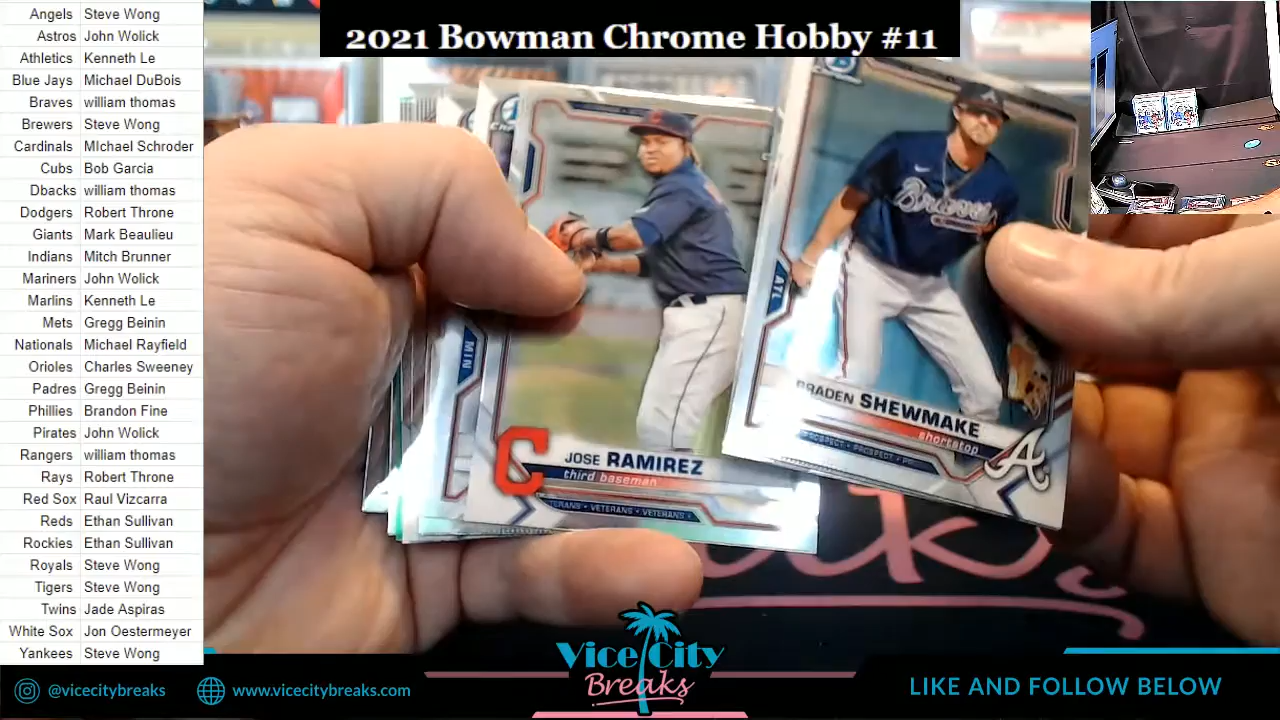 2021 Bowman Chrome Hobby #11
Angels Steve Wong
Astros John Wolick
Athletics Kenneth Le
Blue Jays Michael DuBois
Braves william thomas
Brewers Steve Wong
Cardinals MIchael Schroder
Cubs Bob Garcia
Dbacks william thomas
Dodgers Robert Throne
Giants Mark Beaulieu
Indians Mitch Brunner
Mariners John Wolick
Marlins Kenneth Le
Mets Gregg Beinin
Nationals Michael Rayfield
Orioles Charles Sweeney
Padres Gregg Beinin
Phillies Brandon Fine
Pirates John Wolick
Rangers william thomas
Rays Robert Throne
Red Sox Raul Vizcarra
Reds Ethan Sullivan
Rockies Ethan Sullivan
Royals Steve Wong
Tigers Steve Wong
Twins Jade Aspiras
White Sox Jon Oestermeyer
Yankees Steve Wong
MIN
C
JOSE RAMIREZ
third baseman
VETERANS • VETERANS
B
Braves
ATL
BRADEN SHEWMAKE
shortstop
PROSPECT • PROSPECT
A
Vice City
Breaks
@vicecitybreaks
www.vicecitybreaks.com
LIKE AND FOLLOW BELOW